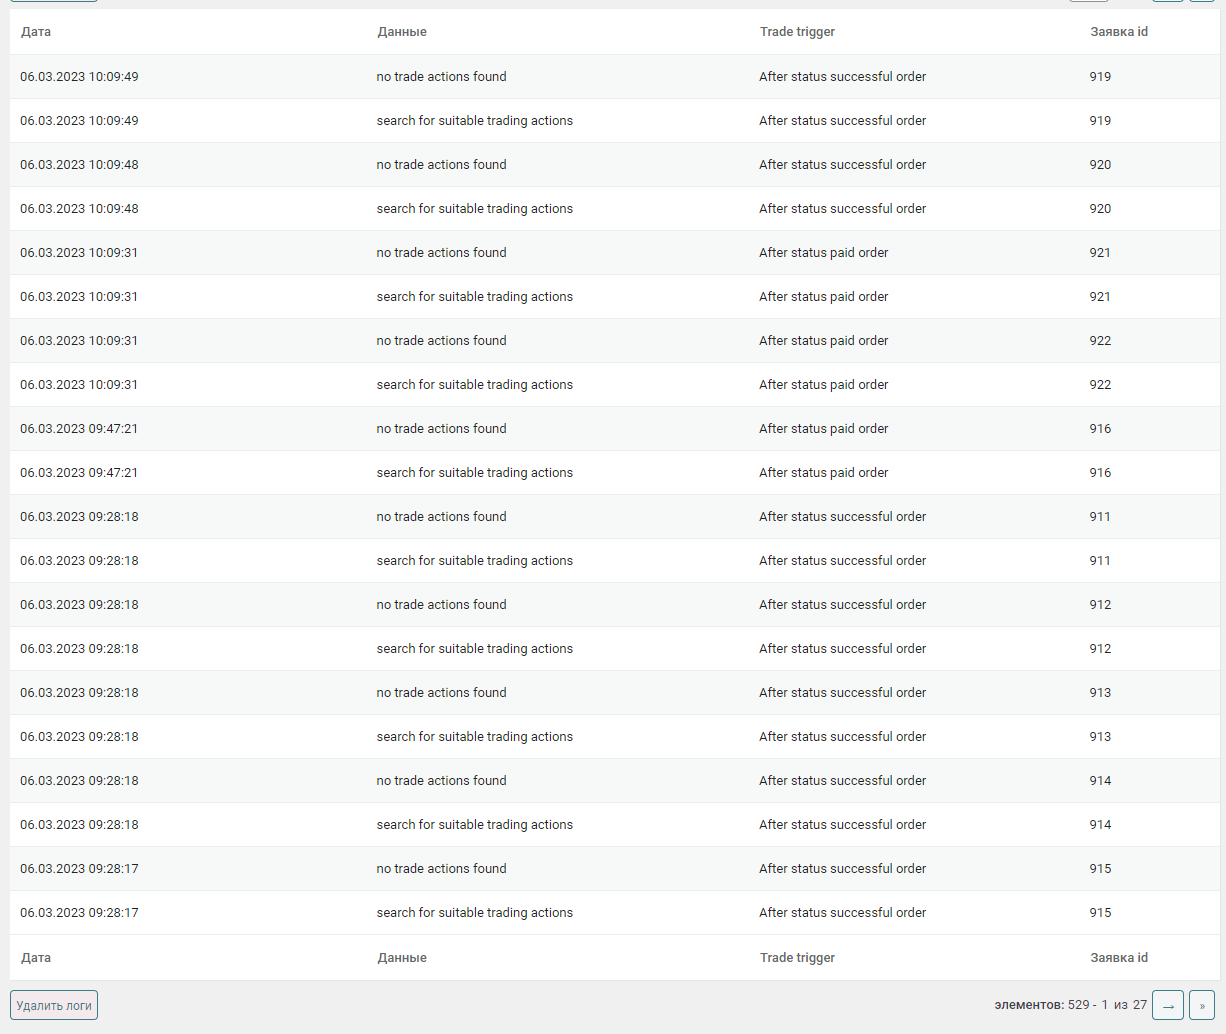 Дата Данные Trade trigger Заявка id
06.03.2023 10:09:49 no trade actions found After status successful order 919
06.03.2023 10:09:49 search for suitable trading actions After status successful order 919
06.03.2023 10:09:48 no trade actions found After status successful order 920
06.03.2023 10:09:48 search for suitable trading actions After status successful order 920
06.03.2023 10:09:31 no trade actions found After status paid order 921
06.03.2023 10:09:31 search for suitable trading actions After status paid order 921
06.03.2023 10:09:31 no trade actions found After status paid order 922
06.03.2023 10:09:31 search for suitable trading actions After status paid order 922
06.03.2023 09:47:21 no trade actions found After status paid order 916
06.03.2023 09:47:21 search for suitable trading actions After status paid order 916
06.03.2023 09:28:18 no trade actions found After status successful order 911
06.03.2023 09:28:18 search for suitable trading actions After status successful order 911
06.03.2023 09:28:18 no trade actions found After status successful order 912
06.03.2023 09:28:18 search for suitable trading actions After status successful order 912
06.03.2023 09:28:18 no trade actions found After status successful order 913
06.03.2023 09:28:18 search for suitable trading actions After status successful order 913
06.03.2023 09:28:18 no trade actions found After status successful order 914
06.03.2023 09:28:18 search for suitable trading actions After status successful order 914
06.03.2023 09:28:17 no trade actions found After status successful order 915
06.03.2023 09:28:17 search for suitable trading actions After status successful order 915
Дата Данные Trade trigger Заявка id
Удалить логи элементов: 529 - 1 из 27 → »